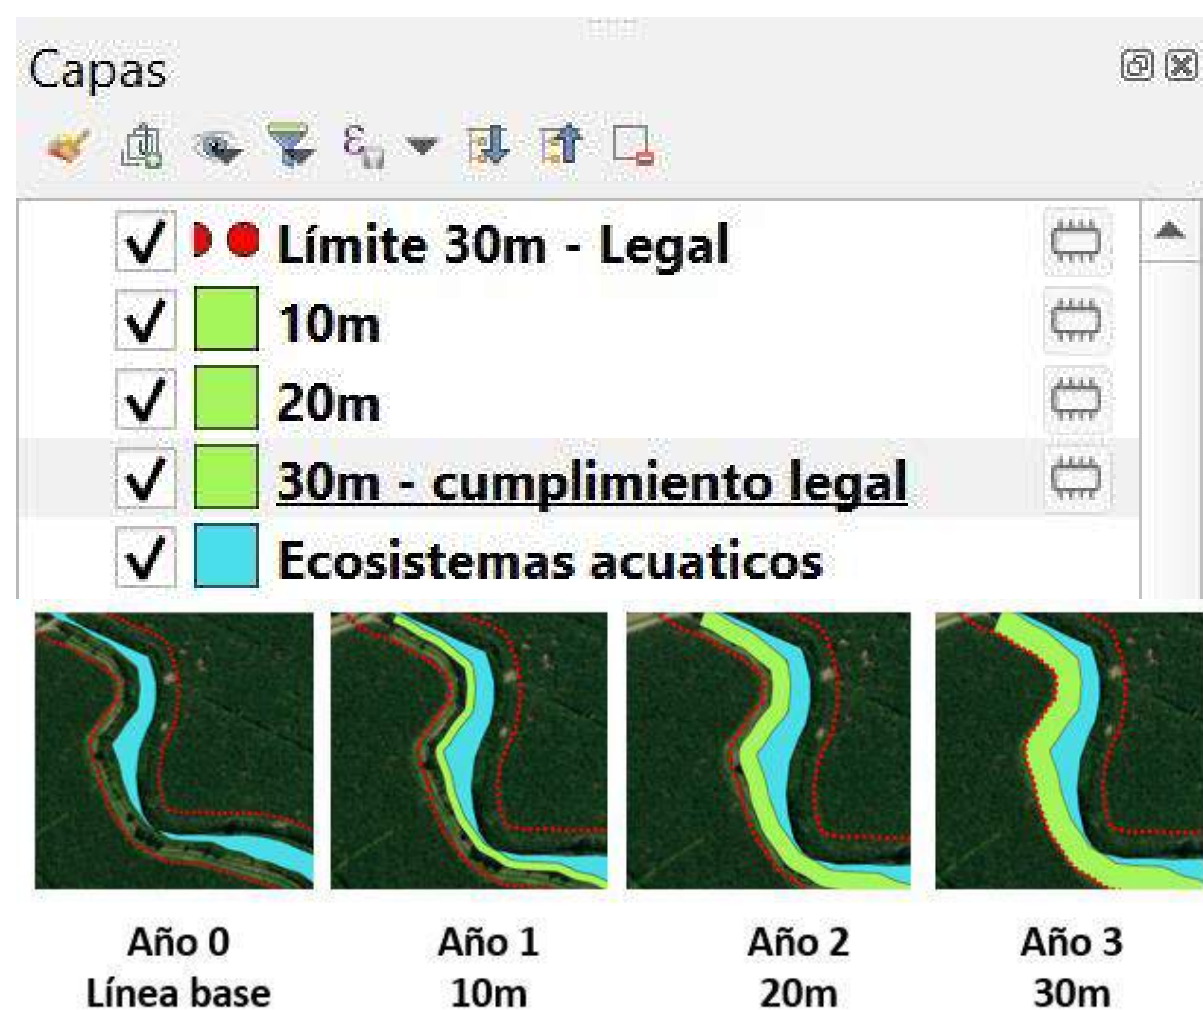 Capas
Límite 30m - Legal
10m
20m
30m - cumplimiento legal
Ecosistemas acuaticos
Año 0
Línea base
Año 1
10m
Año 2
20m
Año 3
30m